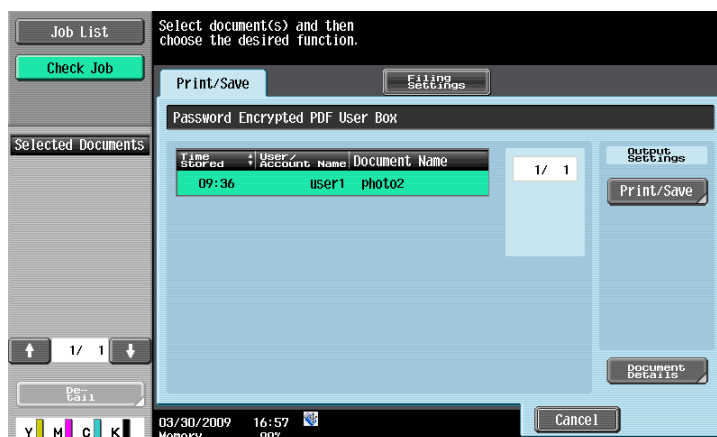 Job List
Check Job
Selected Documents
1/ 1
De-
tail
Y M C K
Select document(s) and then
choose the desired function.
Print/Save
Filing
Settings
Password Encrypted PDF User Box
Time
Stored
User/
Account Name
Document Name
09:36 user1 photo2
1/ 1
Output
Settings
Print/Save
Document
Details
03/30/2009 16:57
Memory 00%
Cancel